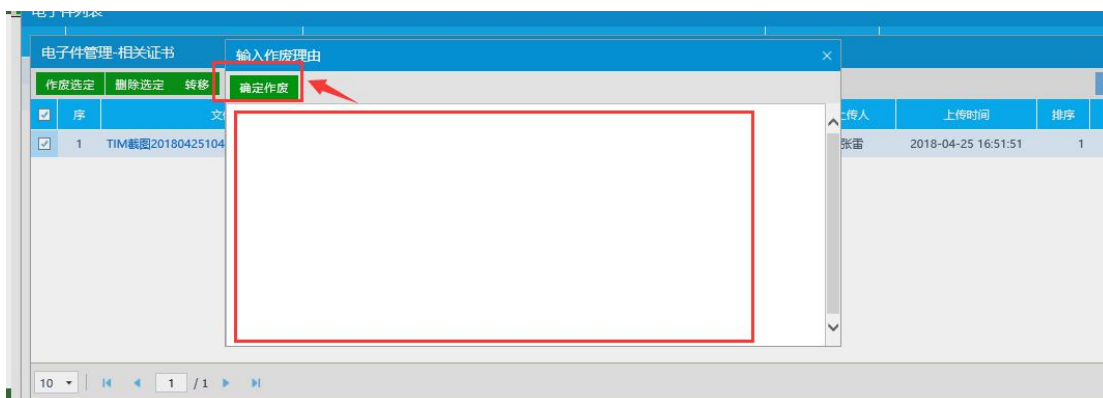 电子件列表
电子件管理-相关证书
输入作废理由
×
作废选定 删除选定 转移
确定作废
序 文 上传人 上传时间 排序
1 TIM截图20180425104 张雷 2018-04-25 16:51:51 1
10 1 / 1